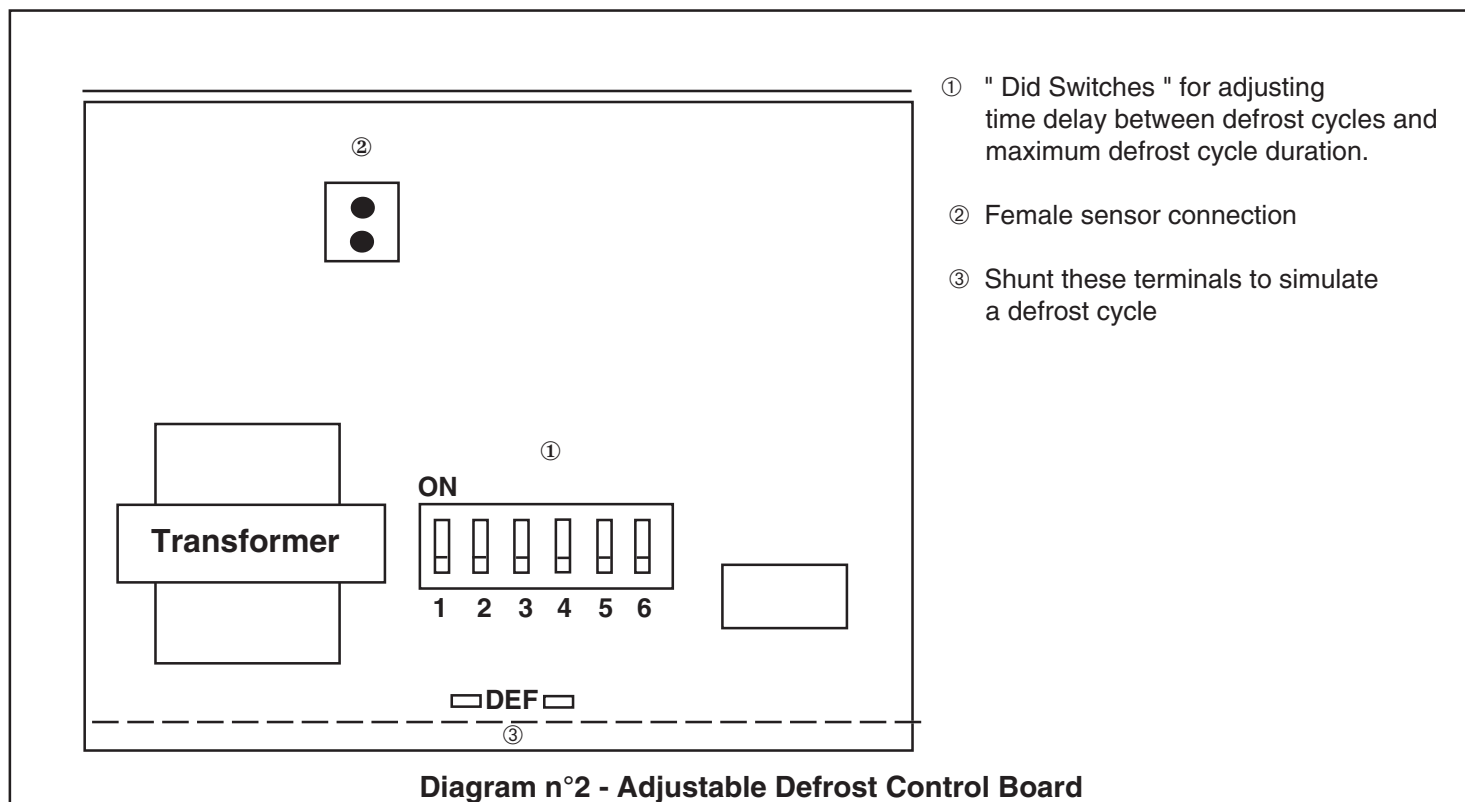 ① " Did Switches " for adjusting
time delay between defrost cycles and
maximum defrost cycle duration.
② Female sensor connection
③ Shunt these terminals to simulate
a defrost cycle
②
①
ON
Transformer
1 2 3 4 5 6
DEF
③
Diagram n°2 - Adjustable Defrost Control Board